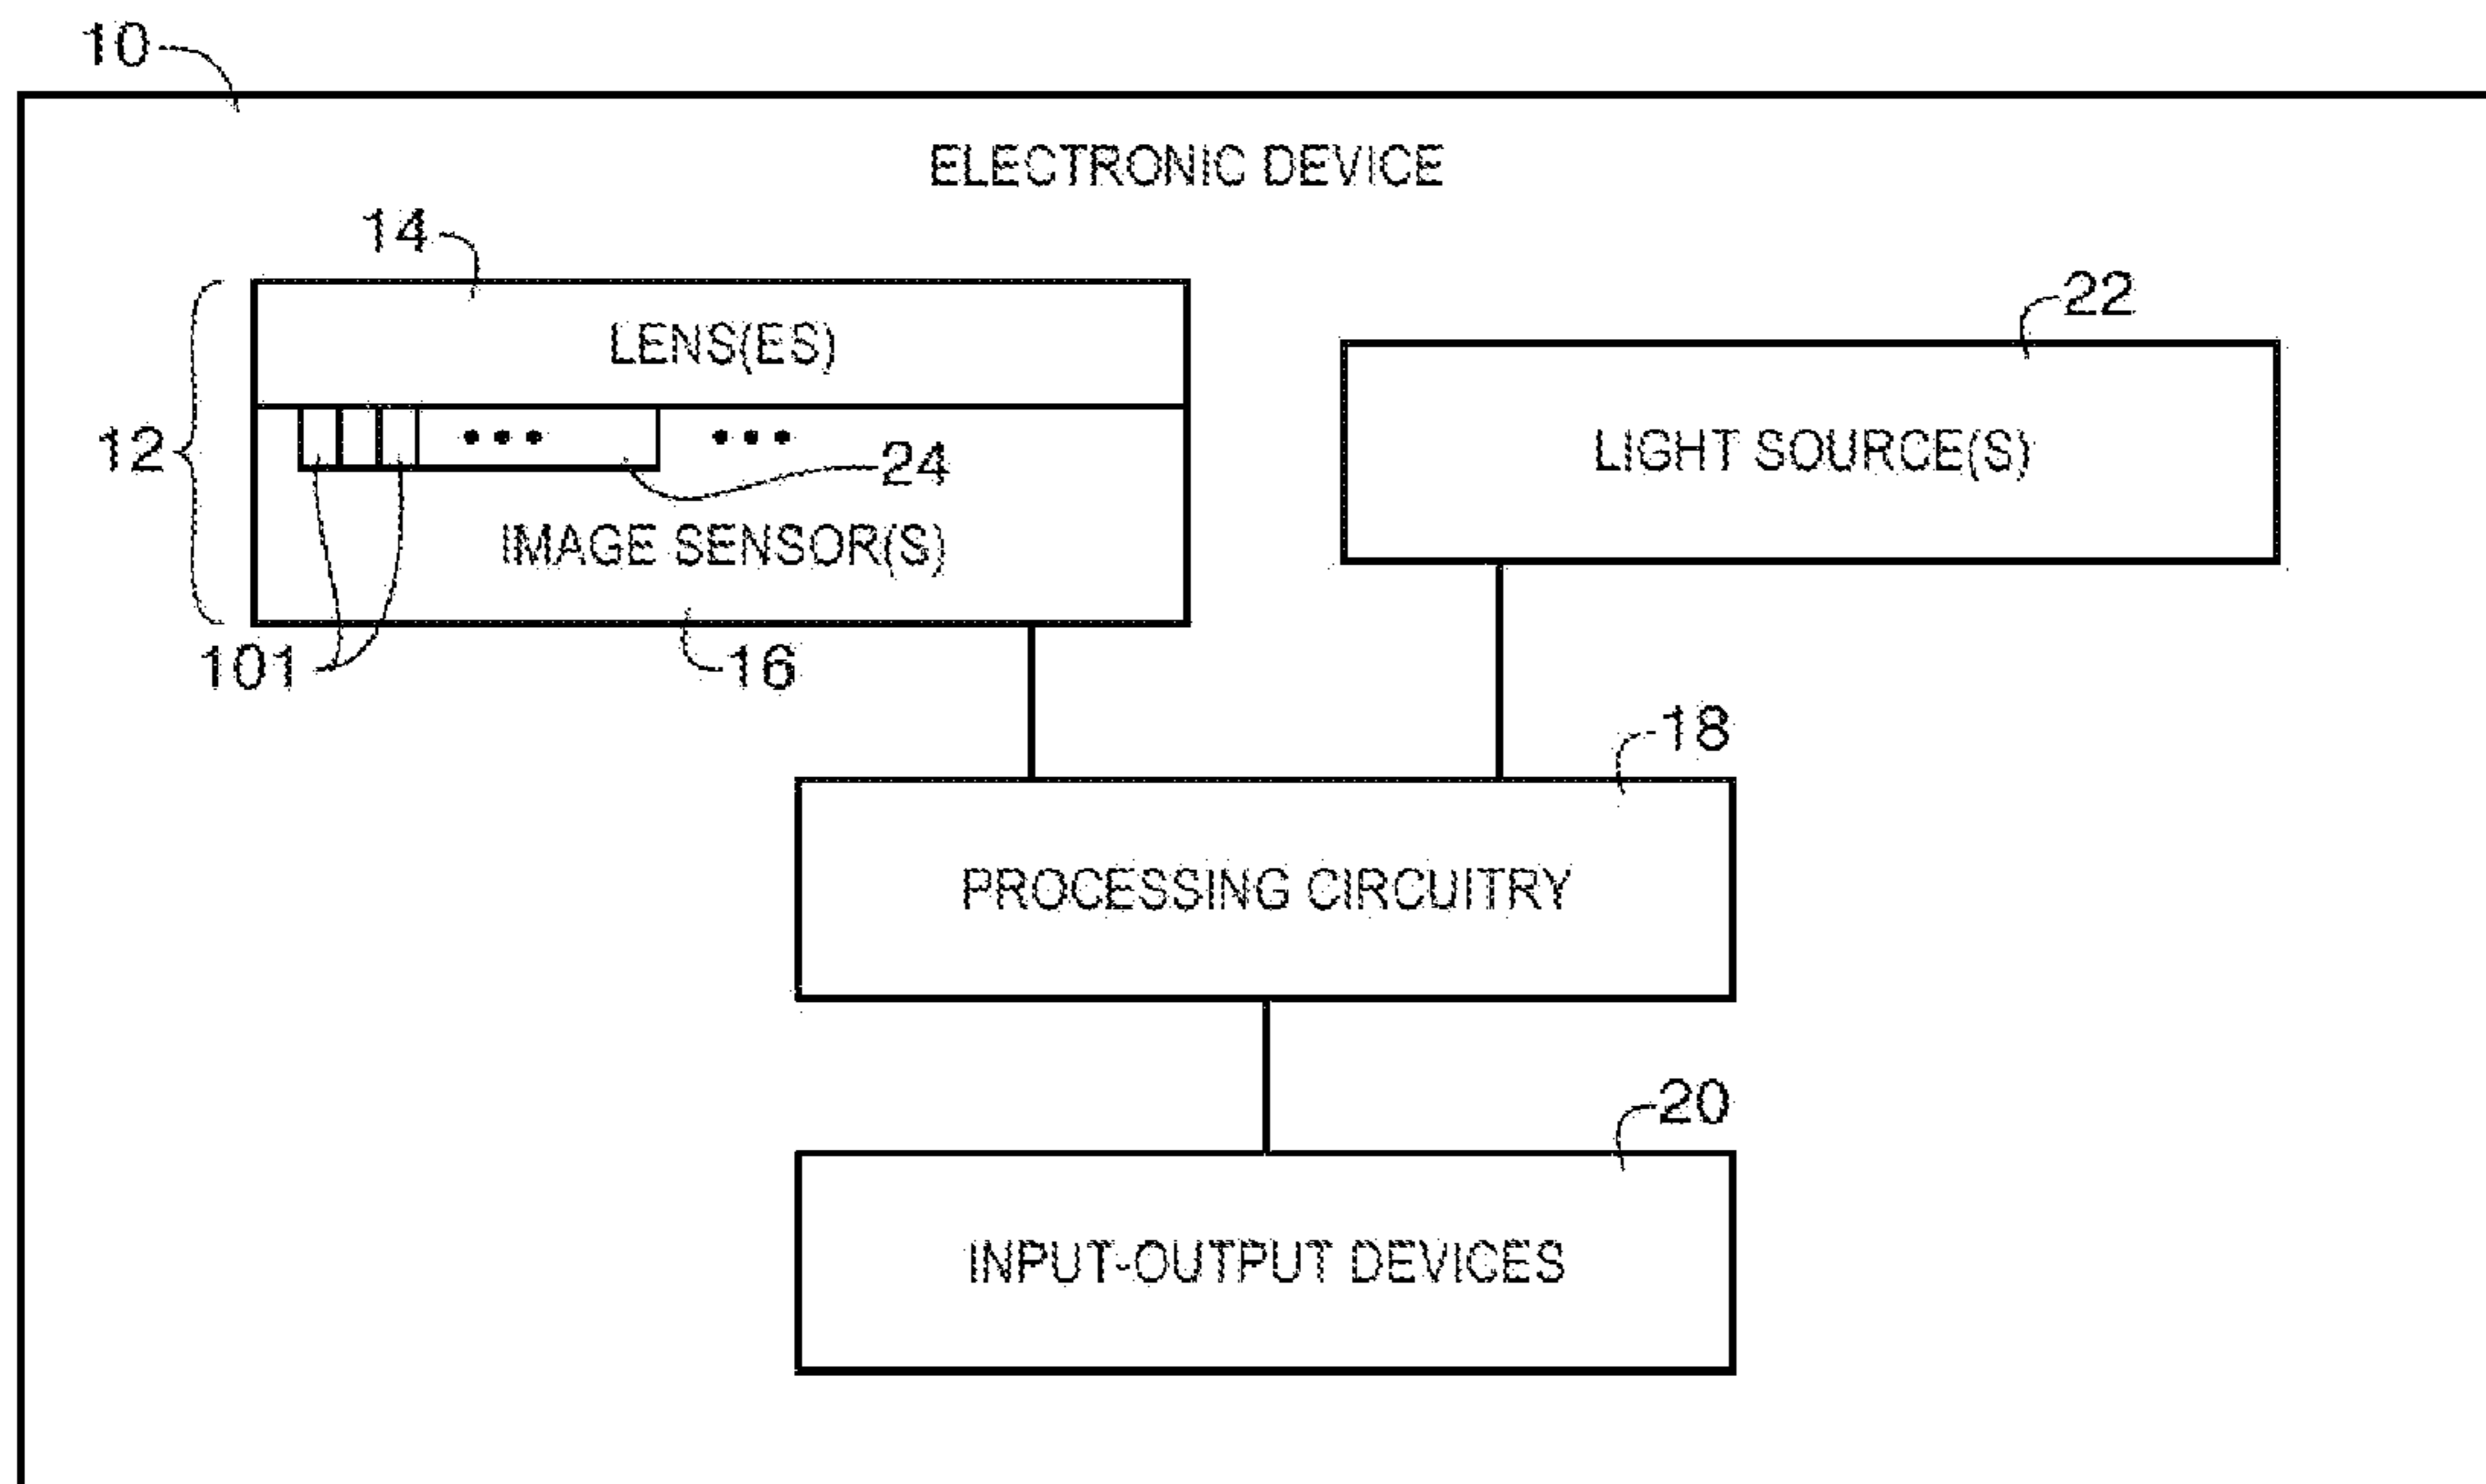 10
ELECTRONIC DEVICE
14
LENS(ES)
22
12
24
LIGHT SOURCE(S)
IMAGE SENSOR(S)
101
16
18
PROCESSING CIRCUITRY
20
INPUT-OUTPUT DEVICES